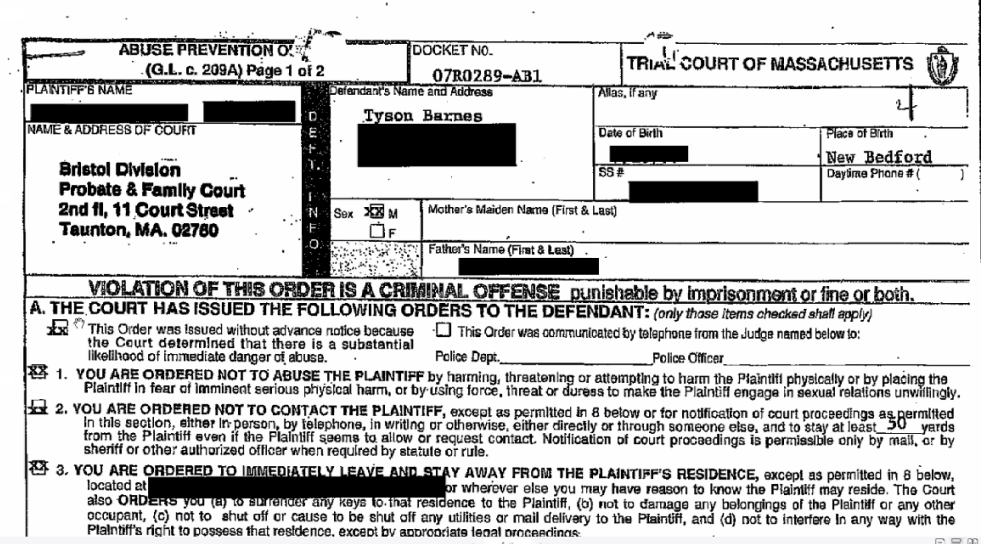 ABUSE PREVENTION O
(G.L. c. 209A) Page 1 of 2
DOCKET NO.
07R0289-AB1
TRIAL COURT OF MASSACHUSETTS
PLAINTIFF'S NAME
NAME & ADDRESS OF COURT
Bristol Division
Probate & Family Court
2nd fl, 11 Court Street
Taunton, MA. 02780
DEFT. INFO.
Defendant's Name and Address
Tyson Barnes
Alias, if any
Date of Birth
Place of Birth
New Bedford
SS #
Daytime Phone # ( )
Sex XX M
F
Mother's Maiden Name (First & Last)
Father's Name (First & Last)
VIOLATION OF THIS ORDER IS A CRIMINAL OFFENSE punishable by imprisonment or fine or both.
A. THE COURT HAS ISSUED THE FOLLOWING ORDERS TO THE DEFENDANT: (only those items checked shall apply)
This Order was issued without advance notice because
the Court determined that there is a substantial
likelihood of immediate danger of abuse.
This Order was communicated by telephone from the Judge named below to:
Police Dept. Police Officer
1. YOU ARE ORDERED NOT TO ABUSE THE PLAINTIFF by harming, threatening or attempting to harm the Plaintiff physically or by placing the
Plaintiff in fear of imminent serious physical harm, or by using force, threat or duress to make the Plaintiff engage in sexual relations unwillingly.
2. YOU ARE ORDERED NOT TO CONTACT THE PLAINTIFF, except as permitted in 8 below or for notification of court proceedings as permitted
in this section, either in person, by telephone, in writing or otherwise, either directly or through someone else, and to stay at least 50 yards
from the Plaintiff even if the Plaintiff seems to allow or request contact. Notification of court proceedings is permissible only by mail, or by
sheriff or other authorized officer when required by statute or rule.
3. YOU ARE ORDERED TO IMMEDIATELY LEAVE AND STAY AWAY FROM THE PLAINTIFF'S RESIDENCE, except as permitted in 8 below,
located at or wherever else you may have reason to know the Plaintiff may reside. The Court
also ORDERS you (a) to surrender any keys to that residence to the Plaintiff, (b) not to damage any belongings of the Plaintiff or any other
occupant, (c) not to shut off or cause to be shut off any utilities or mail delivery to the Plaintiff, and (d) not to interfere in any way with the
Plaintiff's right to possess that residence, except by appropriate legal proceedings.